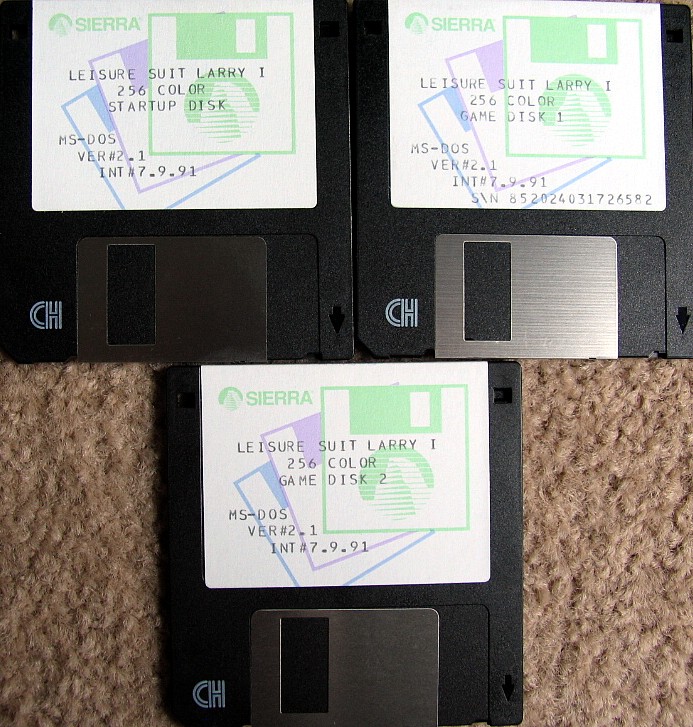 SIERRA
LEISURE SUIT LARRY I
256 COLOR
STARTUP DISK
MS-DOS
VER#2.1
INT#7.9.91
CH
SIERRA
LEISURE SUIT LARRY I
256 COLOR
GAME DISK 1
MS-DOS
VER#2.1
INT#7.9.91
S\N 852024031726582
CH
SIERRA
LEISURE SUIT LARRY I
256 COLOR
GAME DISK 2
MS-DOS
VER#2.1
INT#7.9.91
CH